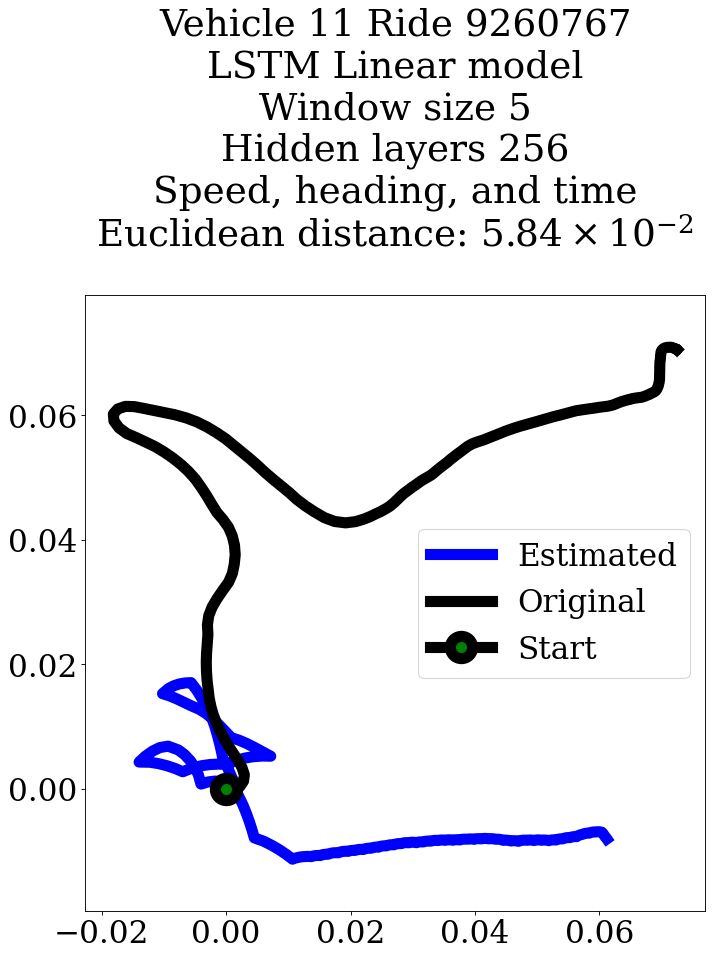 Vehicle 11 Ride 9260767
LSTM Linear model
Window size 5
Hidden layers 256
Speed, heading, and time
Euclidean distance: 5.84 × 10⁻²
0.06
0.04
0.02
0.00
Estimated
Original
Start
−0.02 0.00 0.02 0.04 0.06